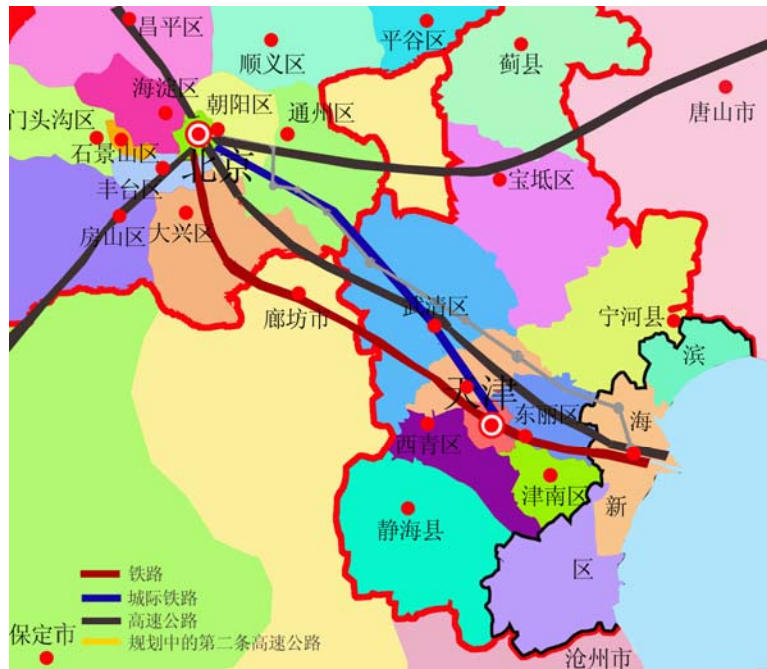 昌平区
平谷区
顺义区
蓟县
海淀区
唐山市
朝阳区
通州区
门头沟区
石景山区
北京
丰台区
宝坻区
房山区
大兴区
廊坊市
武清区
宁河县
滨
天津
东丽区
海
西青区
津南区
新
静海县
区
铁路
城际铁路
高速公路
规划中的第二条高速公路
保定市
沧州市